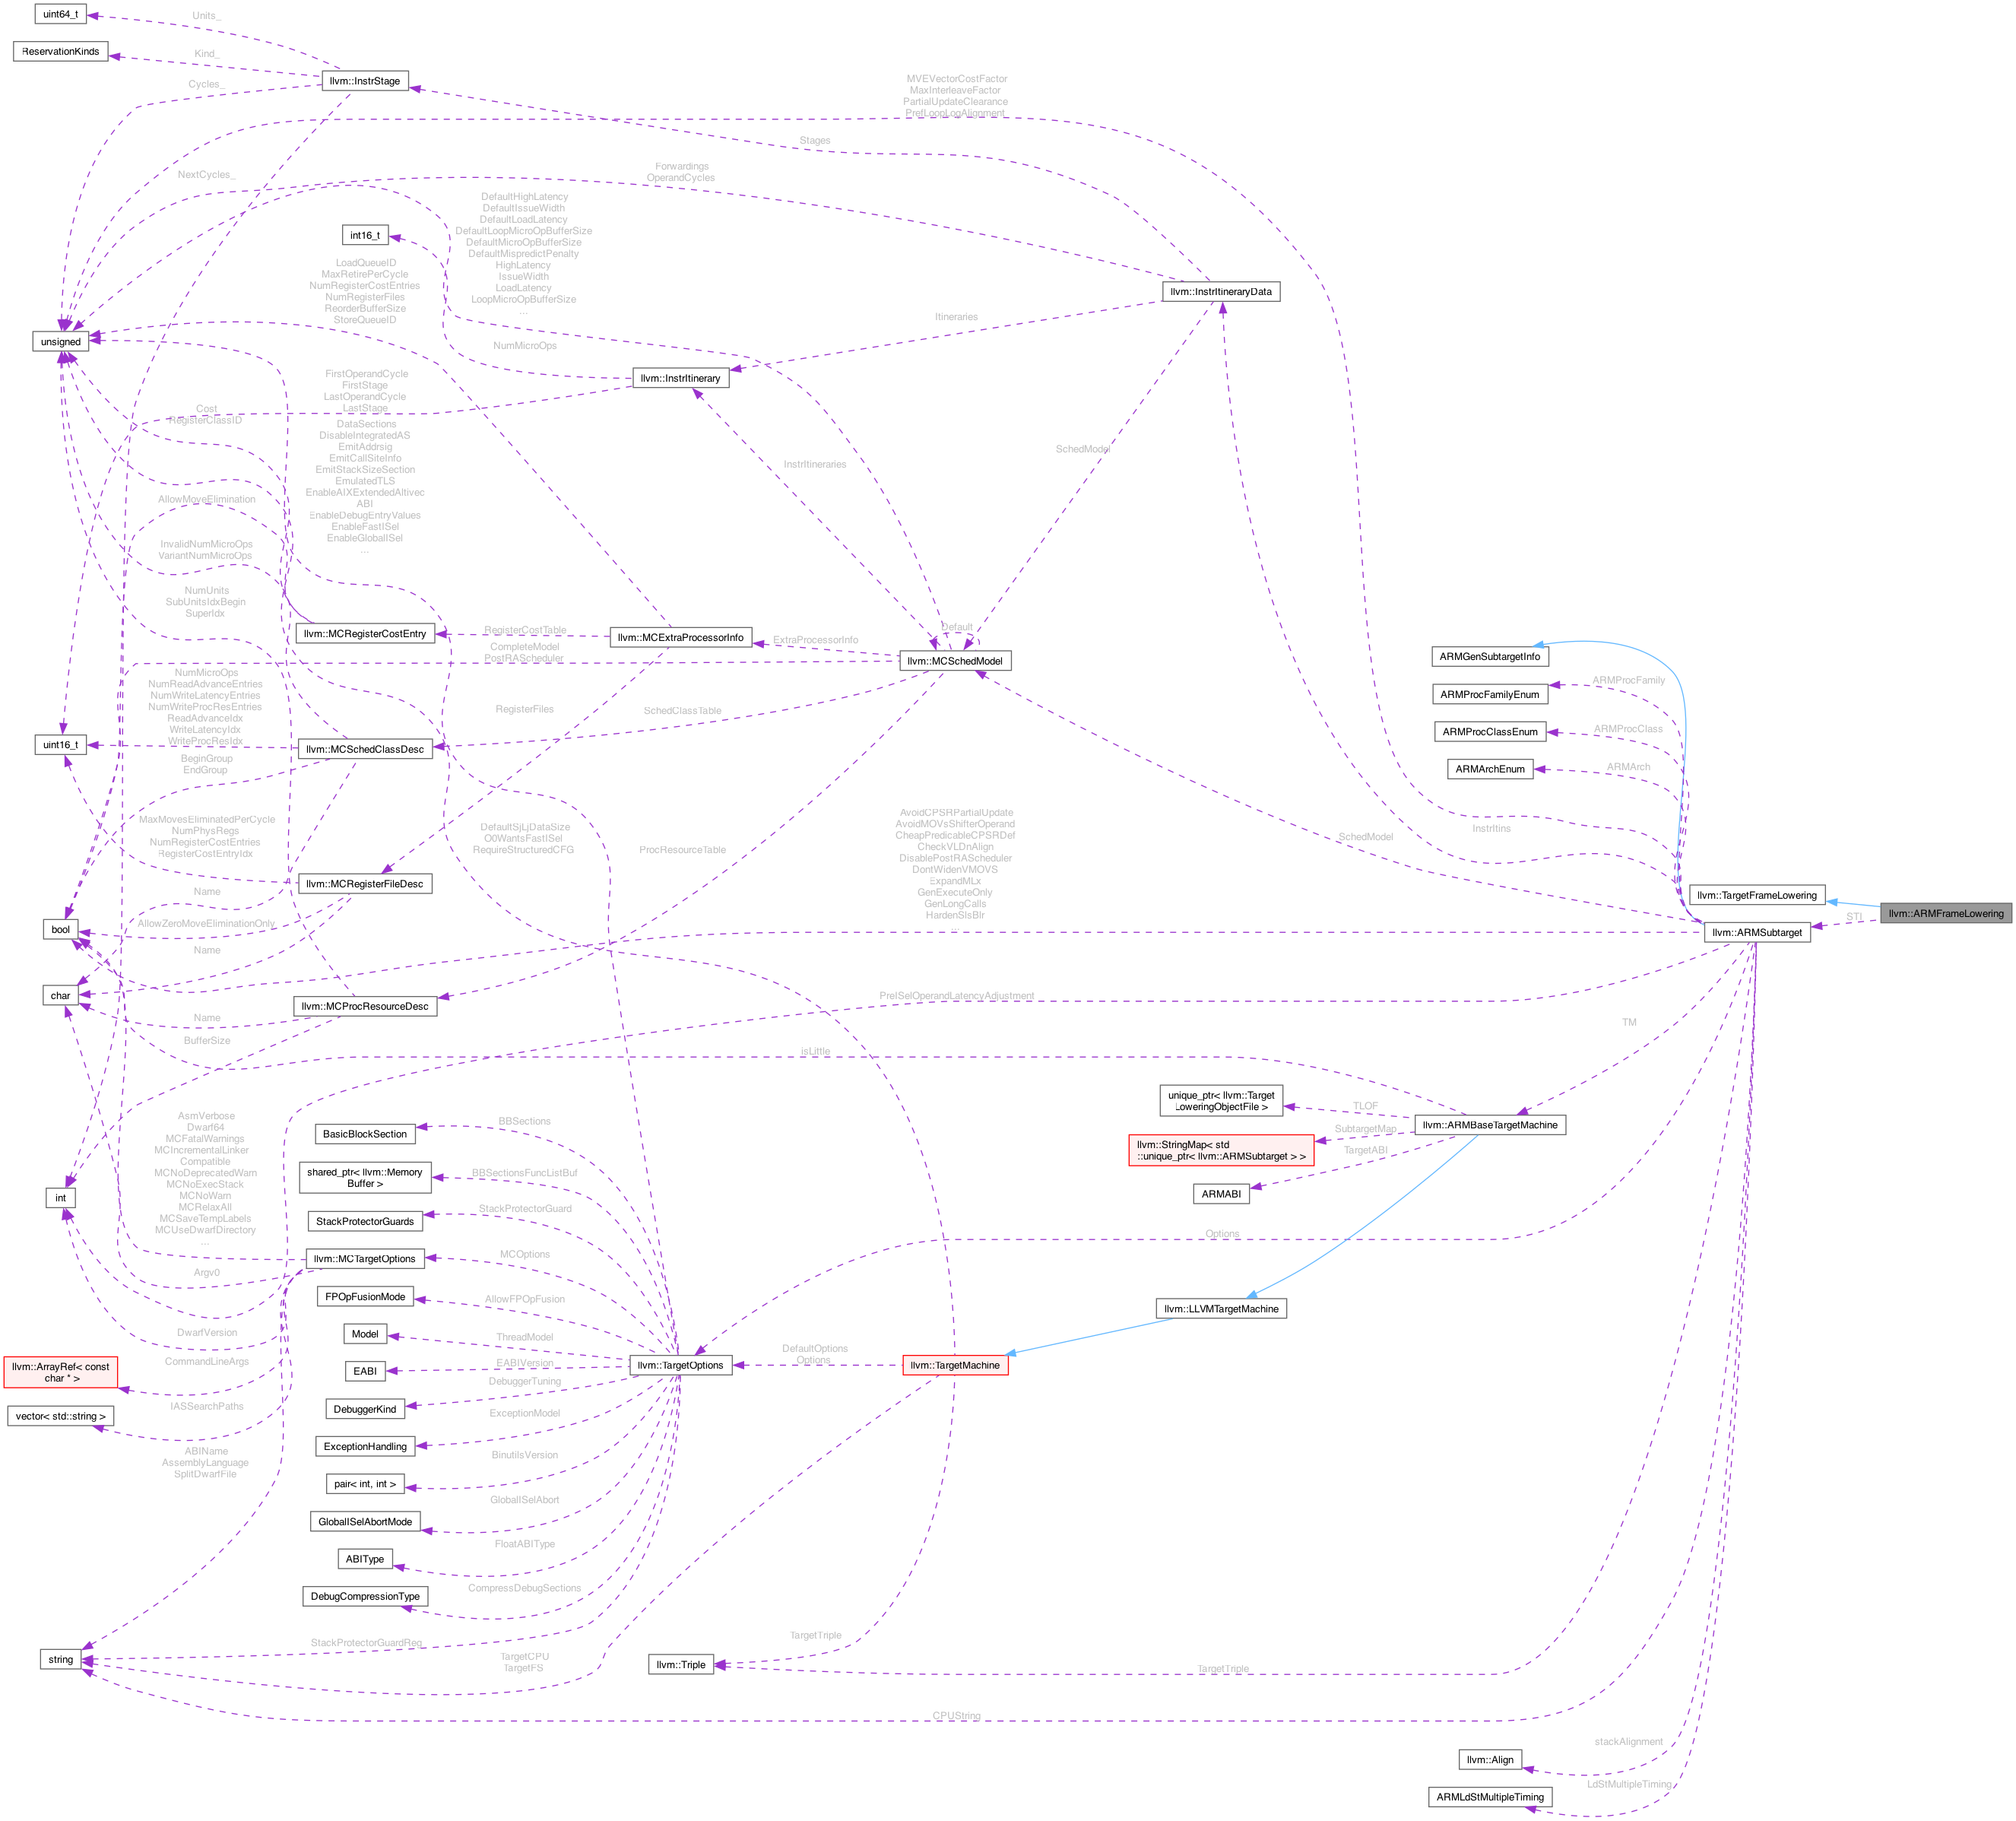 uint64_t
Units_
ReservationKinds
Kind_
llvm::InstrStage
Cycles_
MVEVectorCostFactor
MaxInterleaveFactor
PartialUpdateClearance
PrefLoopLogAlignment
Stages
NextCycles_
Forwardings
OperandCycles
int16_t
DefaultHighLatency
DefaultIssueWidth
DefaultLoadLatency
DefaultLoopMicroOpBufferSize
DefaultMicroOpBufferSize
DefaultMispredictPenalty
HighLatency
IssueWidth
LoadLatency
LoopMicroOpBufferSize
...
LoadQueueID
MaxRetirePerCycle
NumRegisterCostEntries
NumRegisterFiles
ReorderBufferSize
StoreQueueID
llvm::InstrItineraryData
Itineraries
unsigned
NumMicroOps
llvm::InstrItinerary
FirstOperandCycle
FirstStage
LastOperandCycle
LastStage
Cost
RegisterClassID
DataSections
DisableIntegratedAS
EmitAddrsig
EmitCallSiteInfo
EmitStackSizeSection
EmulatedTLS
EnableAIXExtendedAltivec
ABI
EnableDebugEntryValues
EnableFastISel
EnableGlobalISel
...
SchedModel
InstrItineraries
AllowMoveElimination
InvalidNumMicroOps
VariantNumMicroOps
NumUnits
SubUnitsIdxBegin
SuperIdx
llvm::MCRegisterCostEntry
RegisterCostTable
llvm::MCExtraProcessorInfo
ExtraProcessorInfo
Default
llvm::MCSchedModel
CompleteModel
PostRAScheduler
ARMGenSubtargetInfo
ARMProcFamily
ARMProcFamilyEnum
ARMProcClass
ARMProcClassEnum
ARMArch
ARMArchEnum
NumMicroOps
NumReadAdvanceEntries
NumWriteLatencyEntries
NumWriteProcResEntries
ReadAdvanceIdx
WriteLatencyIdx
WriteProcResIdx
RegisterFiles
SchedClassTable
uint16_t
llvm::MCSchedClassDesc
BeginGroup
EndGroup
MaxMovesEliminatedPerCycle
NumPhysRegs
NumRegisterCostEntries
RegisterCostEntryIdx
DefaultSjLjDataSize
O0WantsFastISel
RequireStructuredCFG
ProcResourceTable
AvoidCPSRPartialUpdate
AvoidMOVsShifterOperand
CheapPredicableCPSRDef
CheckVLDnAlign
DisablePostRAScheduler
DontWidenVMOVS
ExpandMLx
GenExecuteOnly
GenLongCalls
HardenSlsBlr
...
SchedModel
InstrItins
llvm::MCRegisterFileDesc
Name
llvm::TargetFrameLowering
llvm::ARMFrameLowering
STI
bool
AllowZeroMoveEliminationOnly
llvm::ARMSubtarget
Name
char
llvm::MCProcResourceDesc
PreISelOperandLatencyAdjustment
Name
BufferSize
TM
isLittle
unique_ptr< llvm::Target
LoweringObjectFile >
TLOF
llvm::ARMBaseTargetMachine
AsmVerbose
Dwarf64
MCFatalWarnings
MCIncrementalLinker
Compatible
MCNoDeprecatedWarn
MCNoExecStack
MCNoWarn
MCRelaxAll
MCSaveTempLabels
MCUseDwarfDirectory
...
BasicBlockSection
BBSections
llvm::StringMap< std
::unique_ptr< llvm::ARMSubtarget > >
SubtargetMap
TargetABI
shared_ptr< llvm::Memory
Buffer >
BBSectionsFuncListBuf
ARMABI
int
StackProtectorGuards
StackProtectorGuard
Options
llvm::MCTargetOptions
MCOptions
Argv0
FPOpFusionMode
AllowFPOpFusion
llvm::LLVMTargetMachine
DwarfVersion
Model
ThreadModel
CommandLineArgs
llvm::ArrayRef< const
char * >
EABI
EABIVersion
llvm::TargetOptions
DefaultOptions
Options
llvm::TargetMachine
DebuggerTuning
IASSearchPaths
DebuggerKind
vector< std::string >
ExceptionModel
ExceptionHandling
ABIName
AssemblyLanguage
SplitDwarfFile
BinutilsVersion
pair< int, int >
GlobalISelAbort
GlobalISelAbortMode
FloatABIType
ABIType
CompressDebugSections
DebugCompressionType
StackProtectorGuardReg
string
TargetCPU
TargetFS
TargetTriple
llvm::Triple
TargetTriple
CPUString
stackAlignment
llvm::Align
LdStMultipleTiming
ARMLdStMultipleTiming